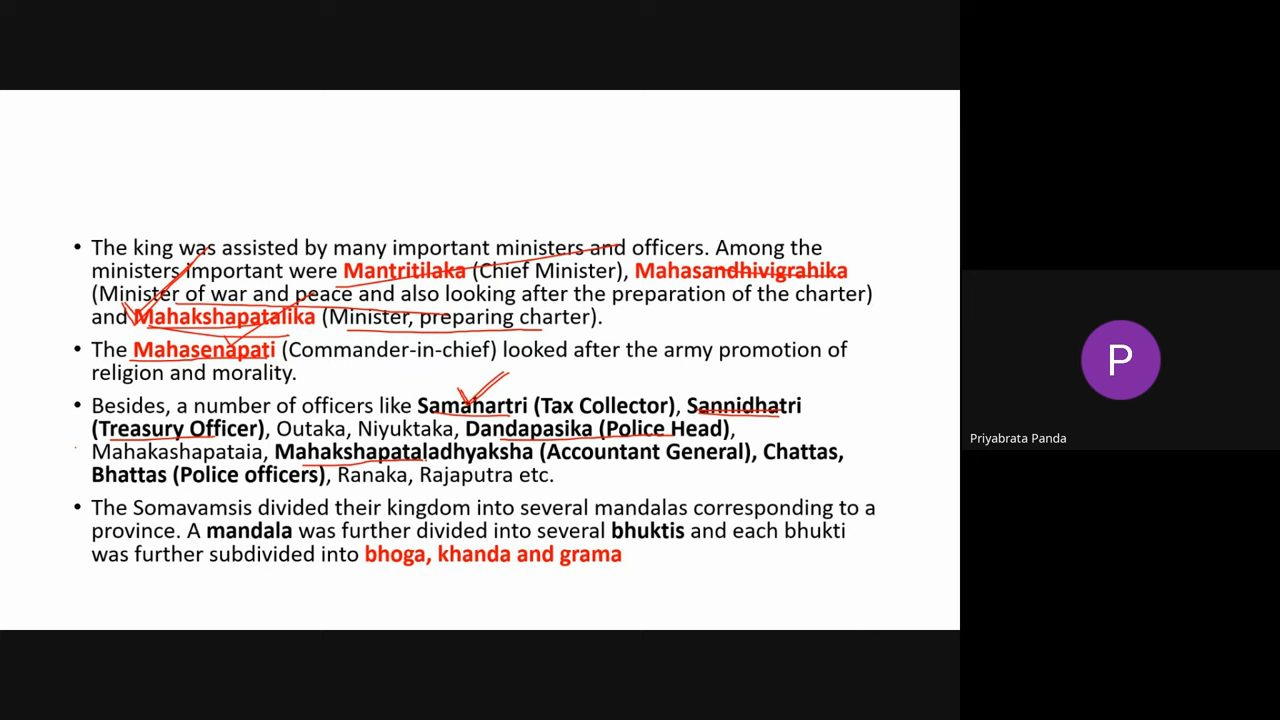 • The king was assisted by many important ministers and officers. Among the
ministers important were Mantritilaka (Chief Minister), Mahasandhivigrahika
(Minister of war and peace and also looking after the preparation of the charter)
and Mahakshapatalika (Minister, preparing charter).
• The Mahasenapati (Commander-in-chief) looked after the army promotion of
religion and morality.
• Besides, a number of officers like Samahartri (Tax Collector), Sannidhatri
(Treasury Officer), Outaka, Niyuktaka, Dandapasika (Police Head),
Mahakashapataia, Mahakshapataladhyaksha (Accountant General), Chattas,
Bhattas (Police officers), Ranaka, Rajaputra etc.
• The Somavamsis divided their kingdom into several mandalas corresponding to a
province. A mandala was further divided into several bhuktis and each bhukti
was further subdivided into bhoga, khanda and grama
P
Priyabrata Panda